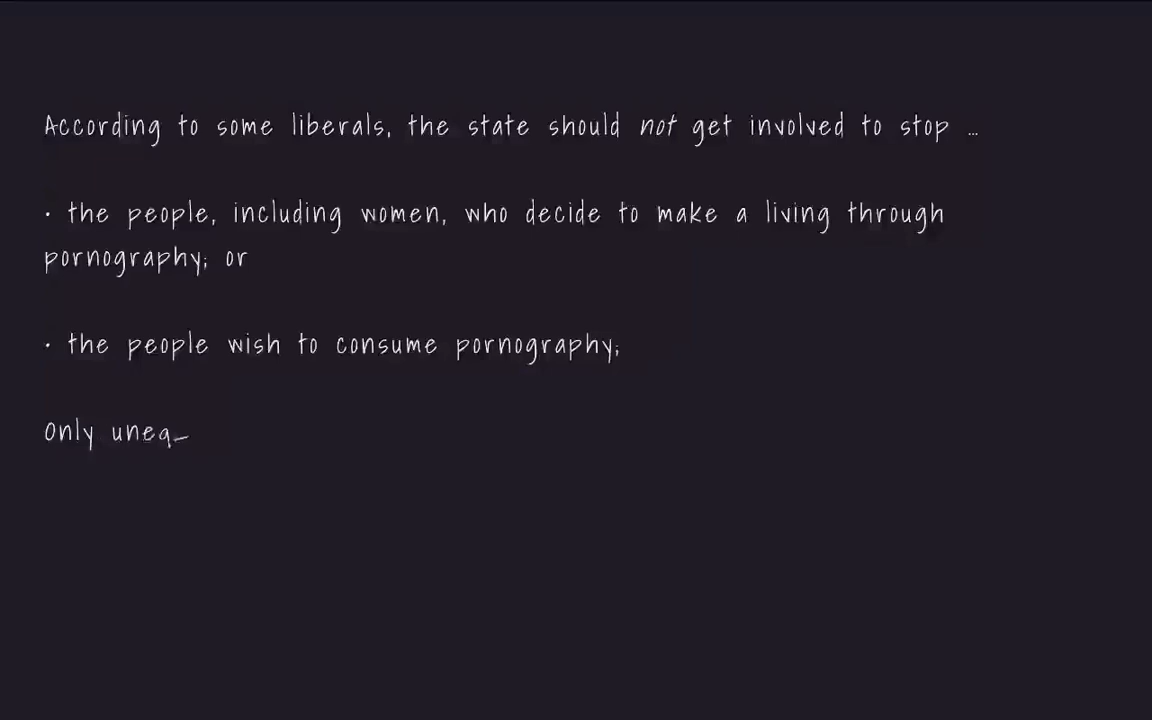 According to some liberals, the state should not get involved to stop …
• the people, including women, who decide to make a living through
pornography; or
• the people wish to consume pornography;
Only uneq_